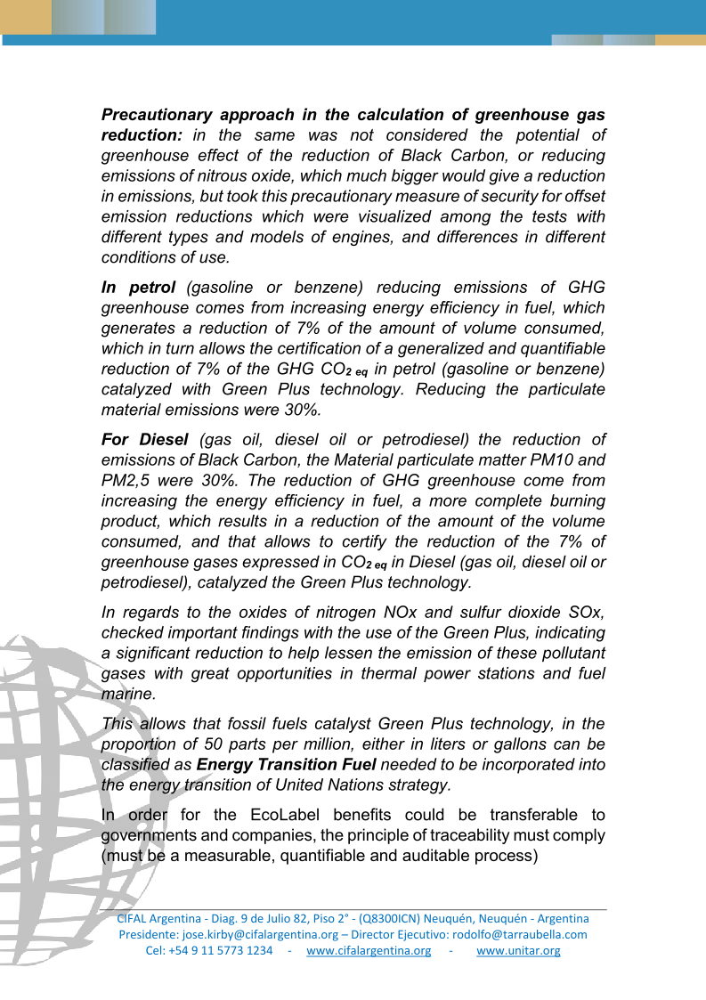 Precautionary approach in the calculation of greenhouse gas
reduction: in the same was not considered the potential of
greenhouse effect of the reduction of Black Carbon, or reducing
emissions of nitrous oxide, which much bigger would give a reduction
in emissions, but took this precautionary measure of security for offset
emission reductions which were visualized among the tests with
different types and models of engines, and differences in different
conditions of use.
In petrol (gasoline or benzene) reducing emissions of GHG
greenhouse comes from increasing energy efficiency in fuel, which
generates a reduction of 7% of the amount of volume consumed,
which in turn allows the certification of a generalized and quantifiable
reduction of 7% of the GHG CO2 eq in petrol (gasoline or benzene)
catalyzed with Green Plus technology. Reducing the particulate
material emissions were 30%.
For Diesel (gas oil, diesel oil or petrodiesel) the reduction of
emissions of Black Carbon, the Material particulate matter PM10 and
PM2,5 were 30%. The reduction of GHG greenhouse come from
increasing the energy efficiency in fuel, a more complete burning
product, which results in a reduction of the amount of the volume
consumed, and that allows to certify the reduction of the 7% of
greenhouse gases expressed in CO2 eq in Diesel (gas oil, diesel oil or
petrodiesel), catalyzed the Green Plus technology.
In regards to the oxides of nitrogen NOx and sulfur dioxide SOx,
checked important findings with the use of the Green Plus, indicating
a significant reduction to help lessen the emission of these pollutant
gases with great opportunities in thermal power stations and fuel
marine.
This allows that fossil fuels catalyst Green Plus technology, in the
proportion of 50 parts per million, either in liters or gallons can be
classified as Energy Transition Fuel needed to be incorporated into
the energy transition of United Nations strategy.
In order for the EcoLabel benefits could be transferable to
governments and companies, the principle of traceability must comply
(must be a measurable, quantifiable and auditable process)
CIFAL Argentina - Diag. 9 de Julio 82, Piso 2° - (Q8300ICN) Neuquén, Neuquén - Argentina
Presidente: jose.kirby@cifalargentina.org – Director Ejecutivo: rodolfo@tarraubella.com
Cel: +54 9 11 5773 1234 - www.cifalargentina.org - www.unitar.org